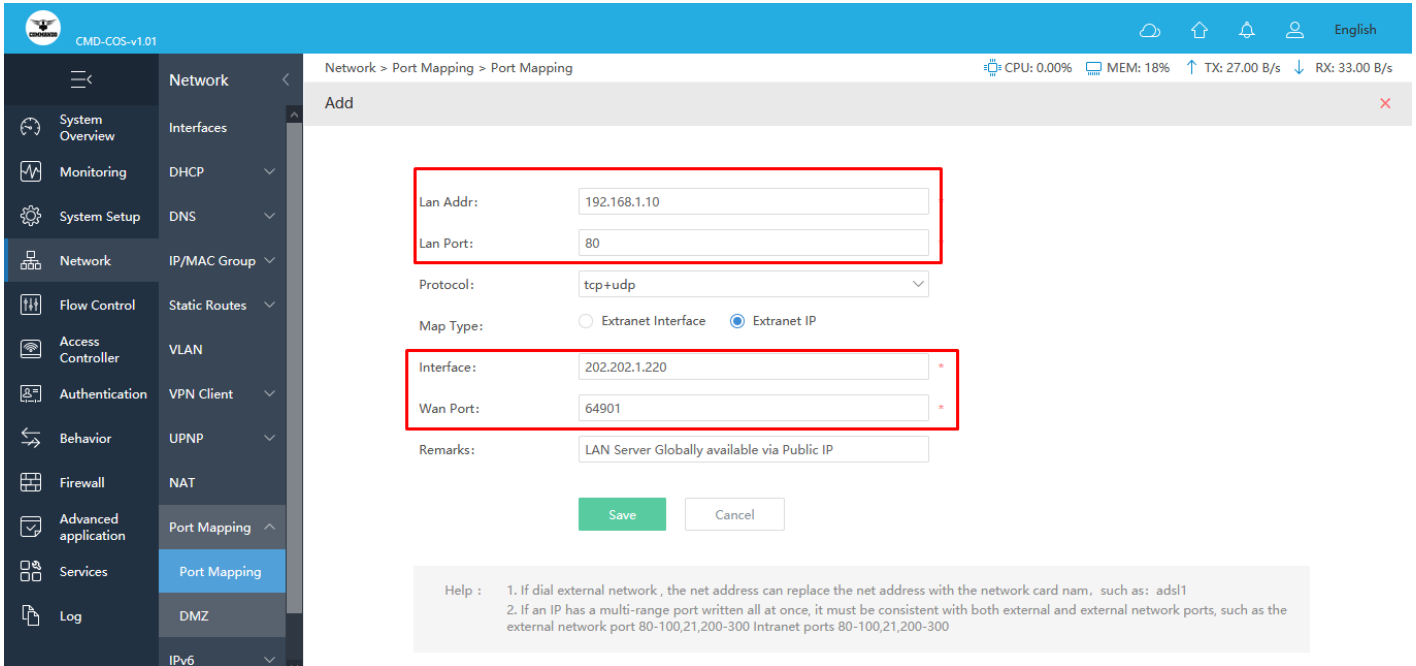 COMMANDO
CMD-COS-v1.01
English
Network
Network > Port Mapping > Port Mapping
CPU: 0.00% MEM: 18% TX: 27.00 B/s RX: 33.00 B/s
Add
System
Overview
Monitoring
System Setup
Network
Flow Control
Access
Controller
Authentication
Behavior
Firewall
Advanced
application
Services
Log
Interfaces
DHCP
DNS
IP/MAC Group
Static Routes
VLAN
VPN Client
UPNP
NAT
Port Mapping
Port Mapping
DMZ
IPv6
Lan Addr: 192.168.1.10 *
Lan Port: 80 *
Protocol: tcp+udp
Map Type: Extranet Interface Extranet IP
Interface: 202.202.1.220 *
Wan Port: 64901 *
Remarks: LAN Server Globally available via Public IP
Save Cancel
Help : 1. If dial external network , the net address can replace the net address with the network card nam, such as: adsl1
2. If an IP has a multi-range port written all at once, it must be consistent with both external and external network ports, such as the
external network port 80-100,21,200-300 Intranet ports 80-100,21,200-300